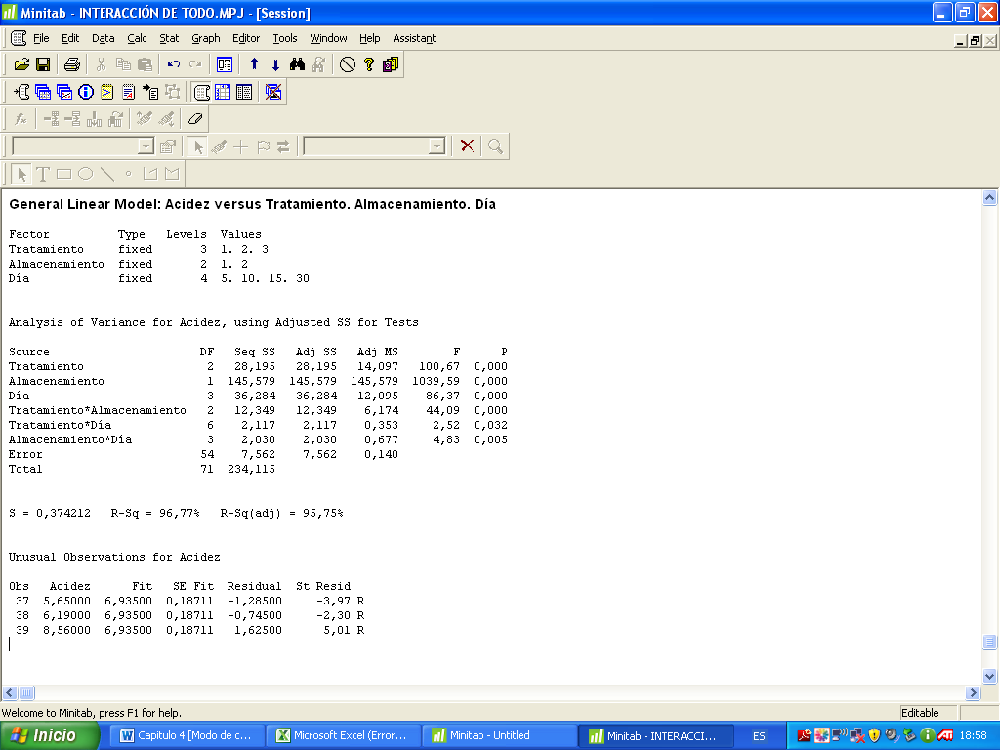 Minitab - INTERACCIÓN DE TODO.MPJ - [Session]
File Edit Data Calc Stat Graph Editor Tools Window Help Assistant
General Linear Model: Acidez versus Tratamiento. Almacenamiento. Día
Factor Type Levels Values
Tratamiento fixed 3 1. 2. 3
Almacenamiento fixed 2 1. 2
Día fixed 4 5. 10. 15. 30
Analysis of Variance for Acidez, using Adjusted SS for Tests
Source DF Seq SS Adj SS Adj MS F P
Tratamiento 2 28,195 28,195 14,097 100,67 0,000
Almacenamiento 1 145,579 145,579 145,579 1039,59 0,000
Día 3 36,284 36,284 12,095 86,37 0,000
Tratamiento*Almacenamiento 2 12,349 12,349 6,174 44,09 0,000
Tratamiento*Día 6 2,117 2,117 0,353 2,52 0,032
Almacenamiento*Día 3 2,030 2,030 0,677 4,83 0,005
Error 54 7,562 7,562 0,140
Total 71 234,115
S = 0,374212 R-Sq = 96,77% R-Sq(adj) = 95,75%
Unusual Observations for Acidez
Obs Acidez Fit SE Fit Residual St Resid
37 5,65000 6,93500 0,18711 -1,28500 -3,97 R
38 6,19000 6,93500 0,18711 -0,74500 -2,30 R
39 8,56000 6,93500 0,18711 1,62500 5,01 R
Welcome to Minitab, press F1 for help. Editable
Inicio Capitulo 4 [Modo de c... Microsoft Excel (Error... Minitab - Untitled Minitab - INTERACCI... ES 18:58